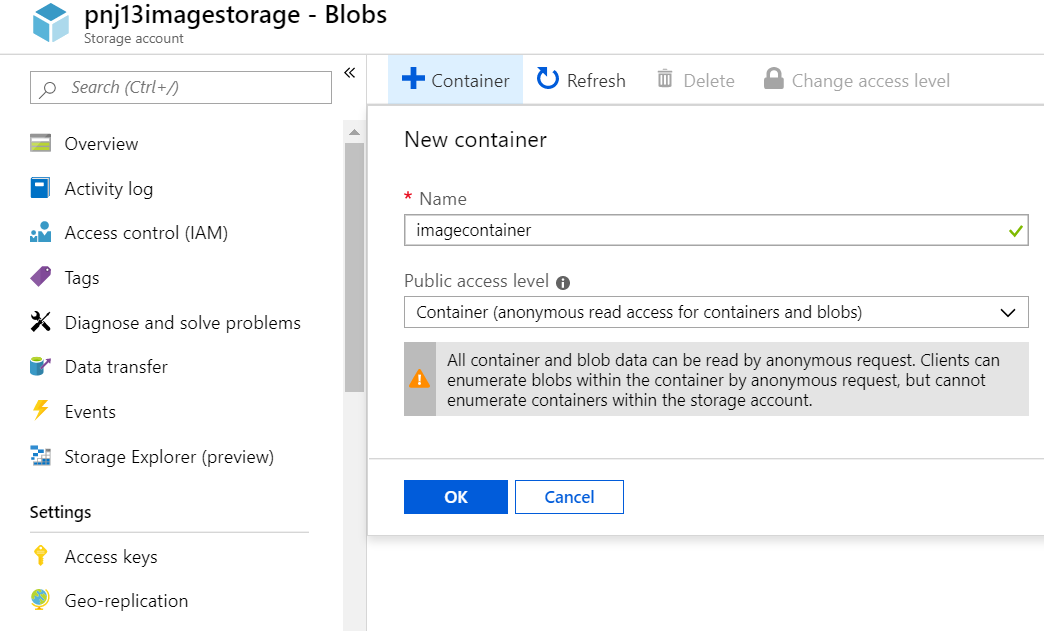 pnj13imagestorage - Blobs
Storage account
Search (Ctrl+/)
Overview
Activity log
Access control (IAM)
Tags
Diagnose and solve problems
Data transfer
Events
Storage Explorer (preview)
Settings
Access keys
Geo-replication
Container
Refresh
Delete
Change access level
New container
* Name
imagecontainer
Public access level
Container (anonymous read access for containers and blobs)
All container and blob data can be read by anonymous request. Clients can
enumerate blobs within the container by anonymous request, but cannot
enumerate containers within the storage account.
OK
Cancel